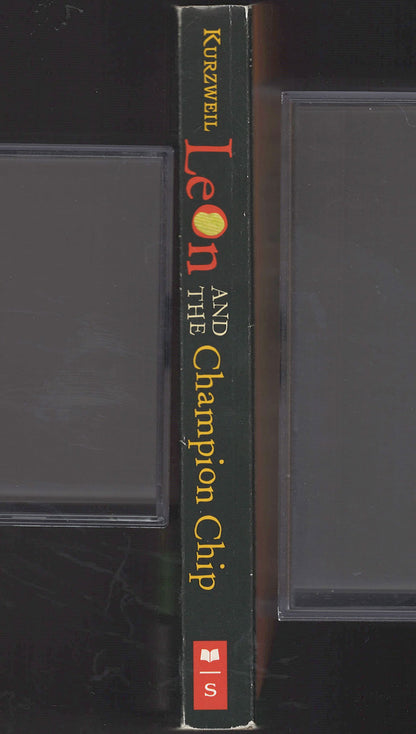 KURZWEIL
Leon
AND
THE
Champion Chip
S